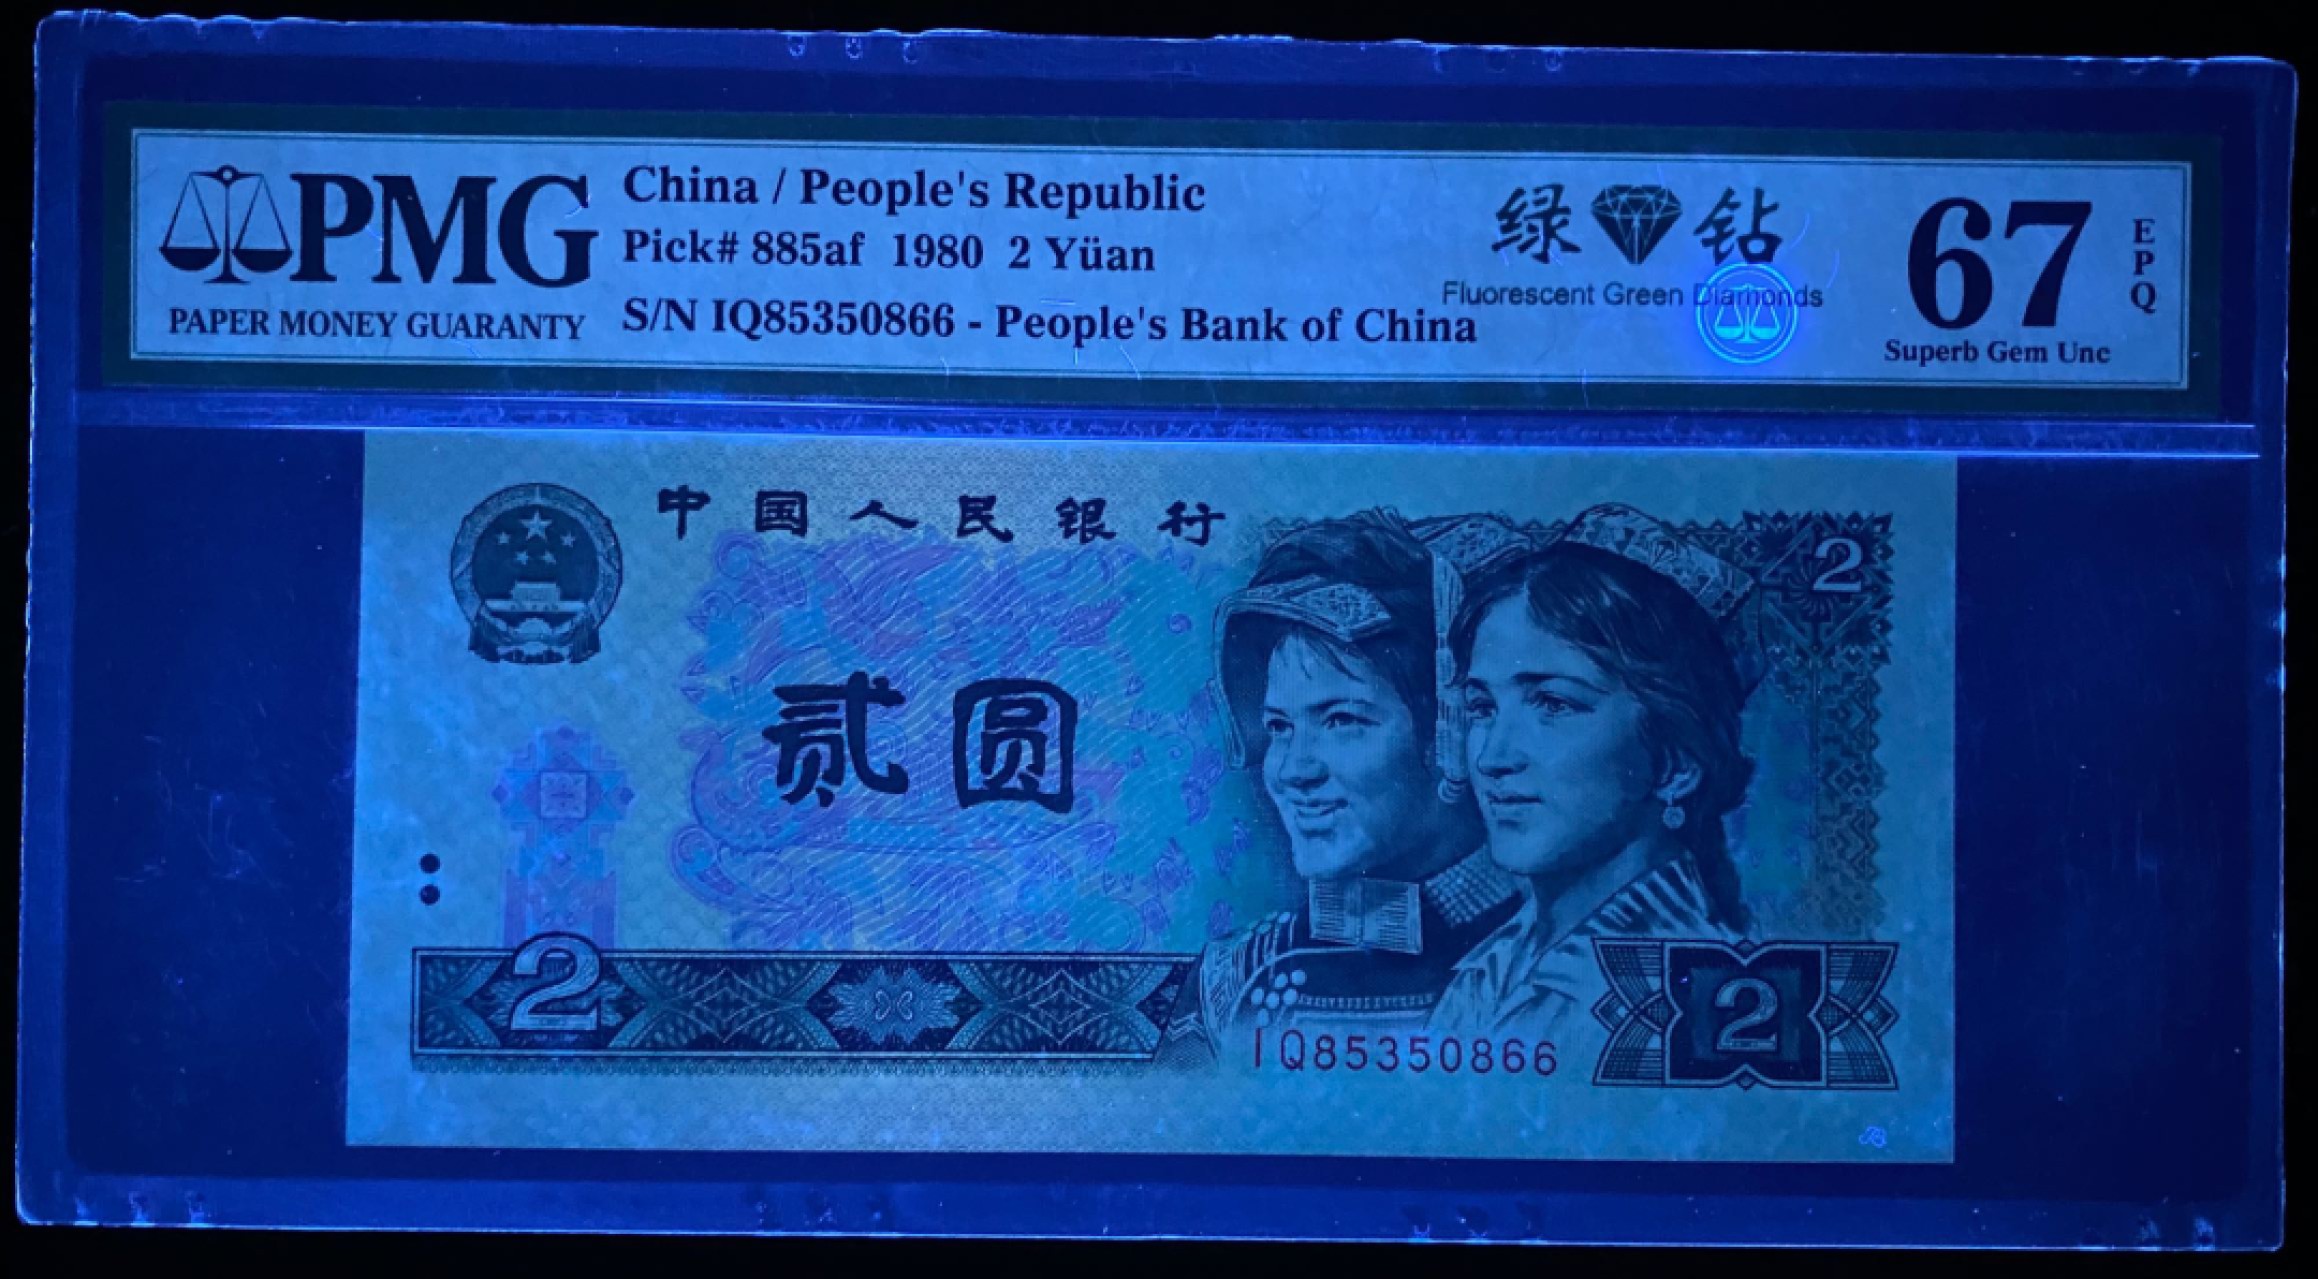 PMG
PAPER MONEY GUARANTY
China / People's Republic
Pick# 885af 1980 2 Yüan
S/N IQ85350866 - People's Bank of China
绿 钻
Fluorescent Green Diamonds
67
EPQ
Superb Gem Unc
中国人民银行
2
贰圆
2
2
IQ85350866